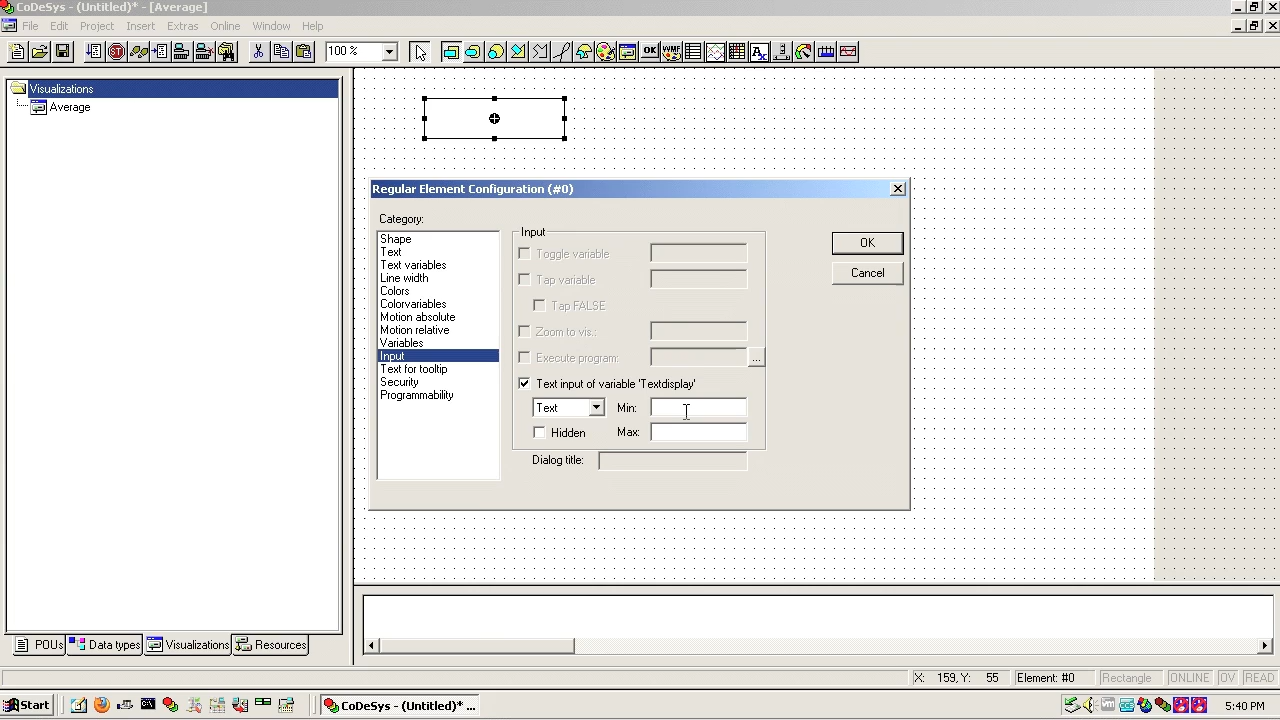 CoDeSys - (Untitled)* - [Average]
File Edit Project Insert Extras Online Window Help
100 %
OK
WMF
Visualizations
Average
Regular Element Configuration (#0)
Category:
Shape
Text
Text variables
Line width
Colors
Colorvariables
Motion absolute
Motion relative
Variables
Input
Text for tooltip
Security
Programmability
Input
Toggle variable
Tap variable
Tap FALSE
Zoom to vis.:
Execute program:
...
Text input of variable 'Textdisplay'
Text
Min:
Hidden
Max:
Dialog title:
OK
Cancel
POUs
Data types
Visualizations
Resources
X: 159, Y: 55
Element: #0
Rectangle
ONLINE
OV
READ
Start
CoDeSys - (Untitled)* ...
5:40 PM